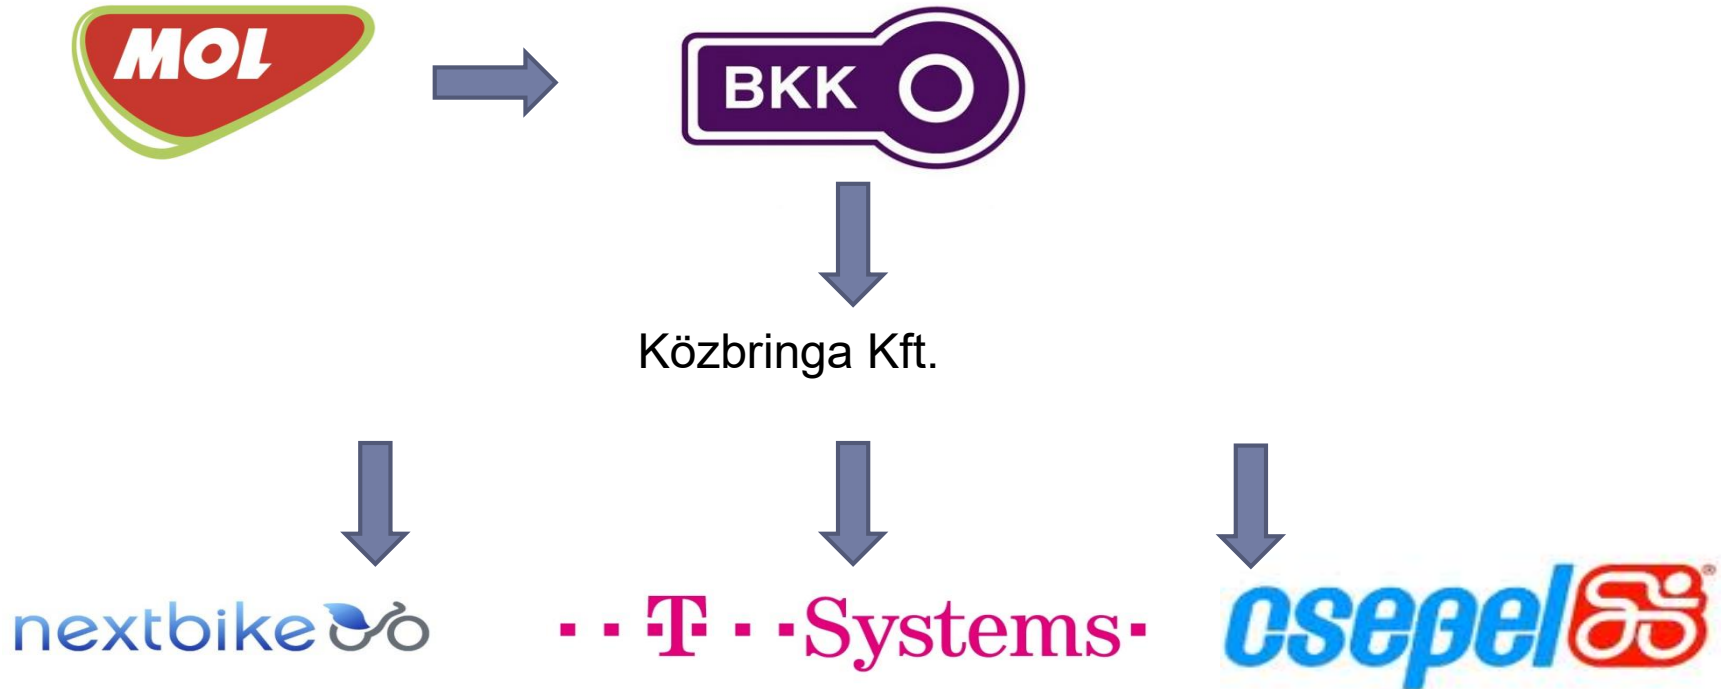 MOL
BKK
Közbringa Kft.
nextbike
T Systems
csepel ®